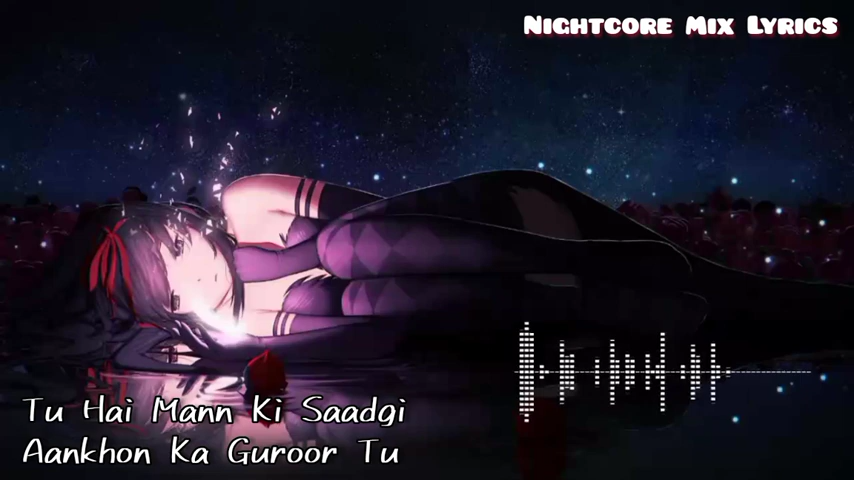 Nightcore Mix Lyrics
Tu Hai Mann Ki Saadgi
Aankhon Ka Guroor Tu